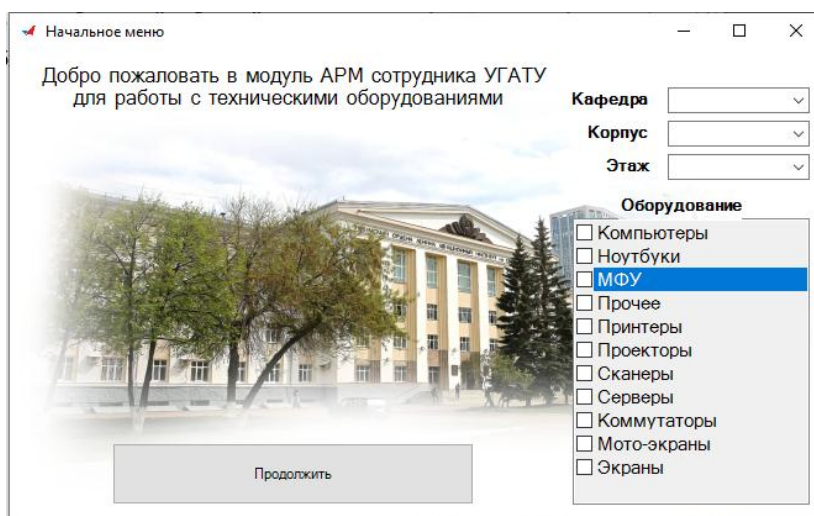 Начальное меню
Добро пожаловать в модуль АРМ сотрудника УГАТУ
для работы с техническими оборудованиями
Кафедра
Корпус
Этаж
Оборудование
Компьютеры
Ноутбуки
МФУ
Прочее
Принтеры
Проекторы
Сканеры
Серверы
Коммутаторы
Мото-экраны
Экраны
Продолжить